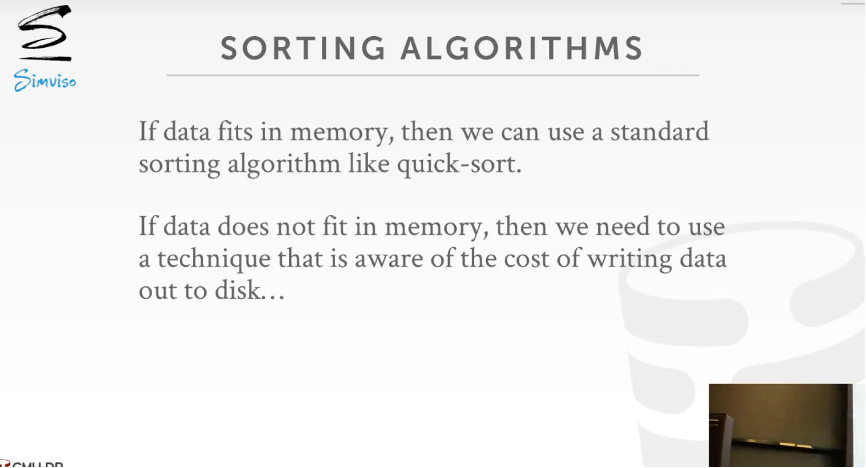 Simviso
SORTING ALGORITHMS
If data fits in memory, then we can use a standard
sorting algorithm like quick-sort.
If data does not fit in memory, then we need to use
a technique that is aware of the cost of writing data
out to disk…
CMU DB